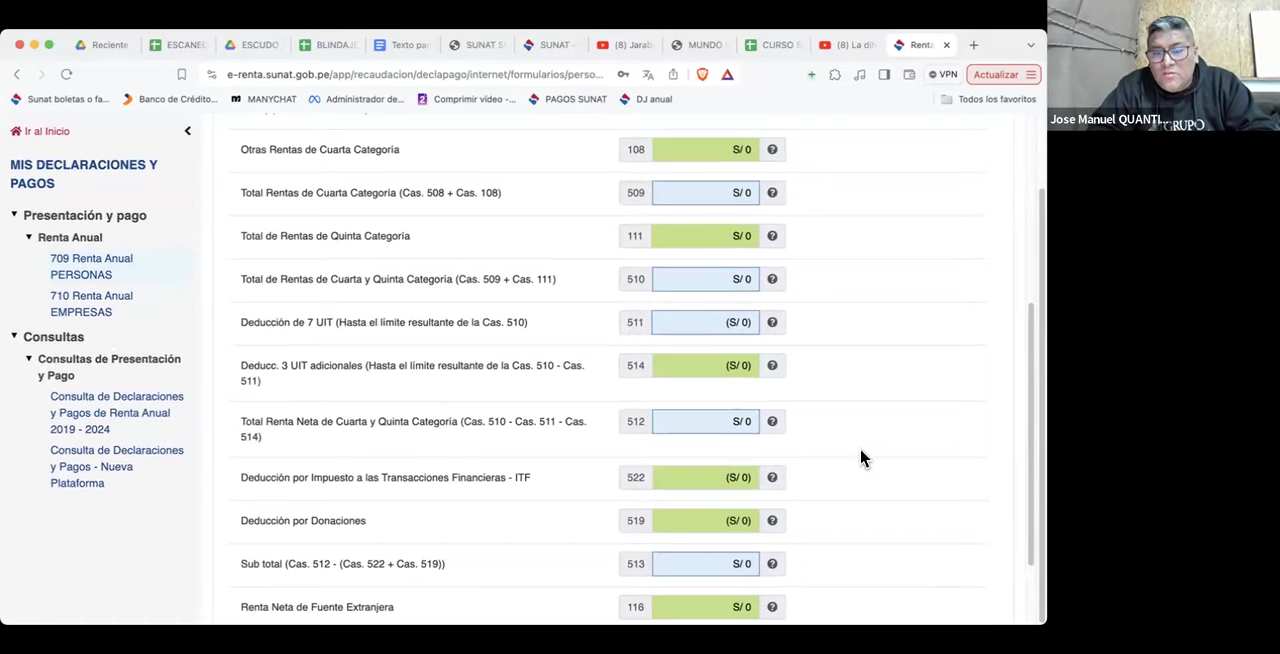 Reciente
ESCANEC
ESCUDO
BLINDAJE
Texto par
SUNAT S
SUNAT -
(8) Jarab
MUNDO
CURSO S
(8) La dif
Renta
e-renta.sunat.gob.pe/app/recaudacion/declapago/internet/formularios/perso...
VPN
Actualizar
Sunat boletas o fa...
Banco de Crédito...
MANYCHAT
Administrador de...
Comprimir vídeo -...
PAGOS SUNAT
DJ anual
Todos los favoritos
Jose Manuel QUANTI...
GRUPO
Ir al Inicio
MIS DECLARACIONES Y
PAGOS
Presentación y pago
Renta Anual
709 Renta Anual
PERSONAS
710 Renta Anual
EMPRESAS
Consultas
Consultas de Presentación
y Pago
Consulta de Declaraciones
y Pagos de Renta Anual
2019 - 2024
Consulta de Declaraciones
y Pagos - Nueva
Plataforma
Otras Rentas de Cuarta Categoría 108 S/ 0
Total Rentas de Cuarta Categoría (Cas. 508 + Cas. 108) 509 S/ 0
Total de Rentas de Quinta Categoría 111 S/ 0
Total de Rentas de Cuarta y Quinta Categoría (Cas. 509 + Cas. 111) 510 S/ 0
Deducción de 7 UIT (Hasta el límite resultante de la Cas. 510) 511 (S/ 0)
Deducc. 3 UIT adicionales (Hasta el límite resultante de la Cas. 510 - Cas.
511) 514 (S/ 0)
Total Renta Neta de Cuarta y Quinta Categoría (Cas. 510 - Cas. 511 - Cas.
514) 512 S/ 0
Deducción por Impuesto a las Transacciones Financieras - ITF 522 (S/ 0)
Deducción por Donaciones 519 (S/ 0)
Sub total (Cas. 512 - (Cas. 522 + Cas. 519)) 513 S/ 0
Renta Neta de Fuente Extranjera 116 S/ 0